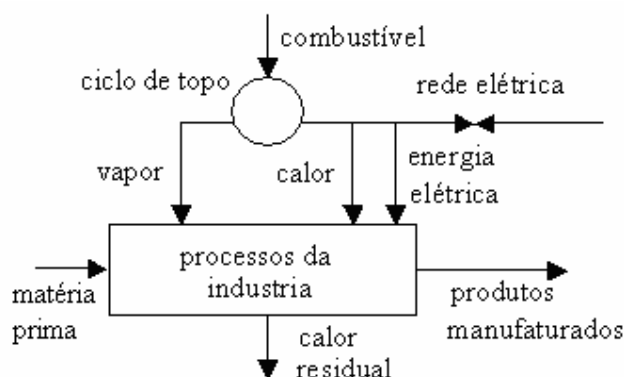 combustível
ciclo de topo
rede elétrica
vapor
calor
energia
elétrica
processos da
industria
matéria
prima
produtos
manufaturados
calor
residual